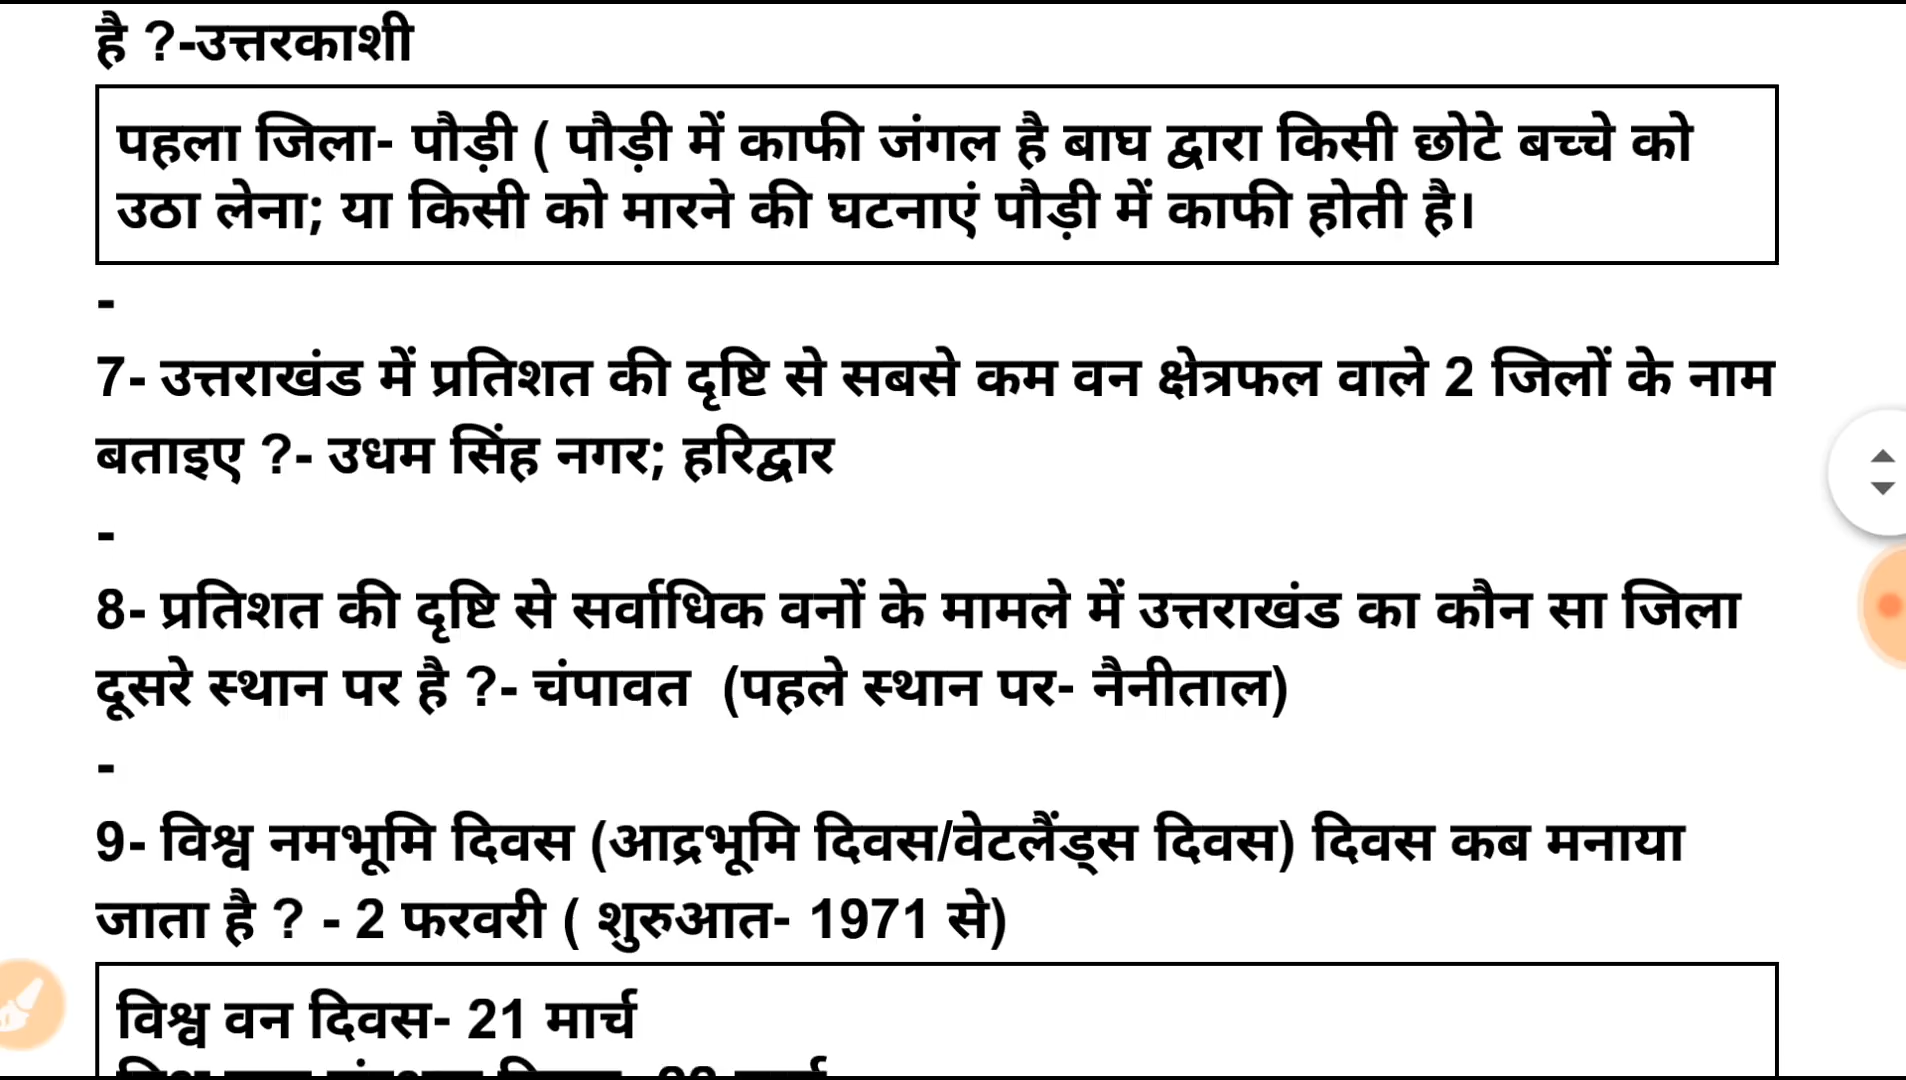 है ?-उत्तरकाशी
पहला जिला- पौड़ी ( पौड़ी में काफी जंगल है बाघ द्वारा किसी छोटे बच्चे को
उठा लेना; या किसी को मारने की घटनाएं पौड़ी में काफी होती है।
-
7- उत्तराखंड में प्रतिशत की दृष्टि से सबसे कम वन क्षेत्रफल वाले 2 जिलों के नाम
बताइए ?- उधम सिंह नगर; हरिद्वार
-
8- प्रतिशत की दृष्टि से सर्वाधिक वनों के मामले में उत्तराखंड का कौन सा जिला
दूसरे स्थान पर है ?- चंपावत  (पहले स्थान पर- नैनीताल)
-
9- विश्व नमभूमि दिवस (आद्रभूमि दिवस/वेटलैंड्स दिवस) दिवस कब मनाया
जाता है ? - 2 फरवरी ( शुरुआत- 1971 से)
विश्व वन दिवस- 21 मार्च